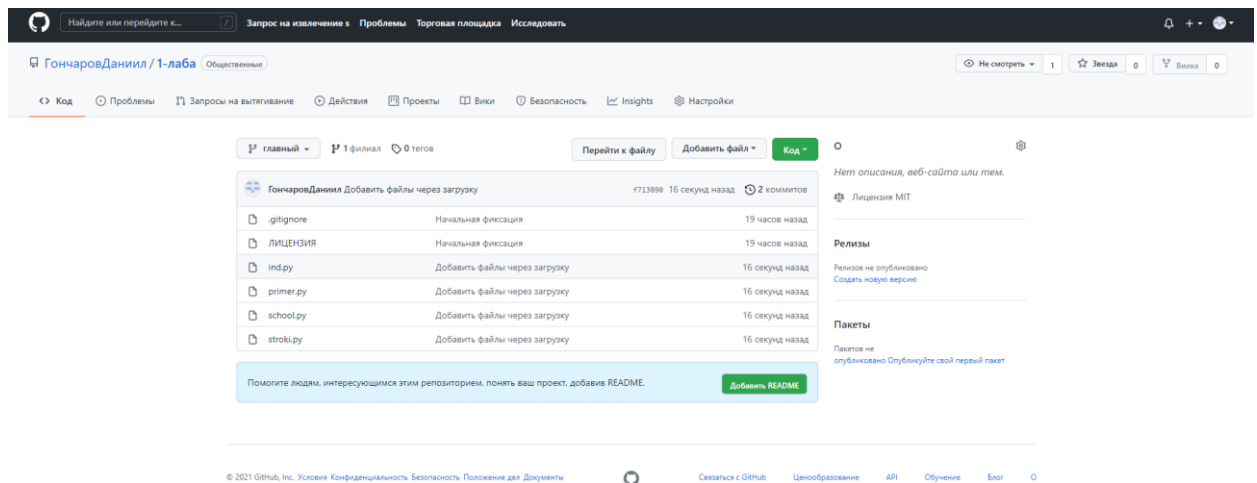 Найдите или перейдите к... / Запрос на извлечение s Проблемы Торговая площадка Исследовать
ГончаровДаниил / 1-лаба Общественные Не смотреть 1 Звезда 0 Вилка 0
Код Проблемы Запросы на вытягивание Действия Проекты Вики Безопасность Insights Настройки
главный 1 филиал 0 тегов Перейти к файлу Добавить файл Код
ГончаровДаниил Добавить файлы через загрузку f713890 16 секунд назад 2 коммитов
.gitignore Начальная фиксация 19 часов назад
ЛИЦЕНЗИЯ Начальная фиксация 19 часов назад
ind.py Добавить файлы через загрузку 16 секунд назад
primer.py Добавить файлы через загрузку 16 секунд назад
school.py Добавить файлы через загрузку 16 секунд назад
stroki.py Добавить файлы через загрузку 16 секунд назад
Помогите людям, интересующимся этим репозиторием, понять ваш проект, добавив README. Добавить README
О
Нет описания, веб-сайта или тем.
Лицензия MIT
Релизы
Релизов не опубликовано
Создать новую версию
Пакеты
Пакетов не
опубликовано Опубликуйте свой первый пакет
© 2021 GitHub, Inc. Условия Конфиденциальность Безопасность Положение дел Документы Связаться с GitHub Ценообразование API Обучение Блог О